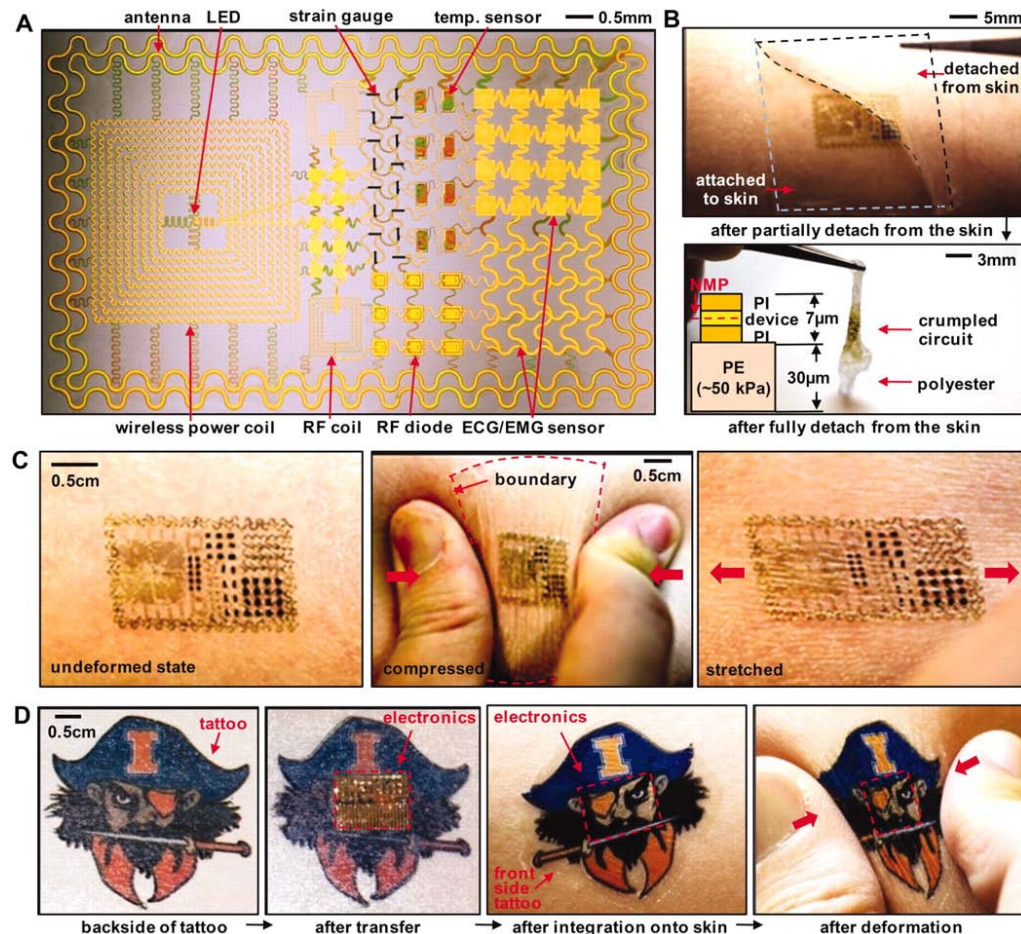 A
antenna
LED
strain gauge
temp. sensor
0.5mm
wireless power coil
RF coil
RF diode
ECG/EMG sensor
B
5mm
detached
from skin
attached
to skin
after partially detach from the skin
3mm
NMP
PI
device
PI
7µm
PE
(~50 kPa)
30µm
crumpled
circuit
polyester
after fully detach from the skin
C
0.5cm
undeformed state
boundary
0.5cm
compressed
stretched
D
0.5cm
tattoo
I
backside of tattoo
electronics
I
after transfer
electronics
I
front
side
tattoo
after integration onto skin
I
after deformation